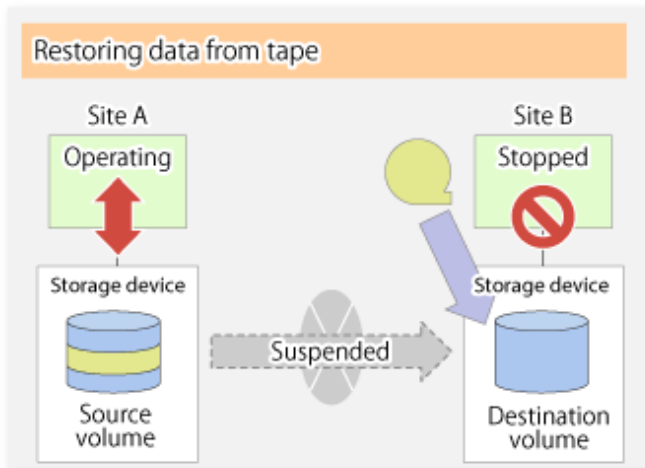 Restoring data from tape
Site A
Site B
Operating
Stopped
Storage device
Storage device
Suspended
Source
volume
Destination
volume